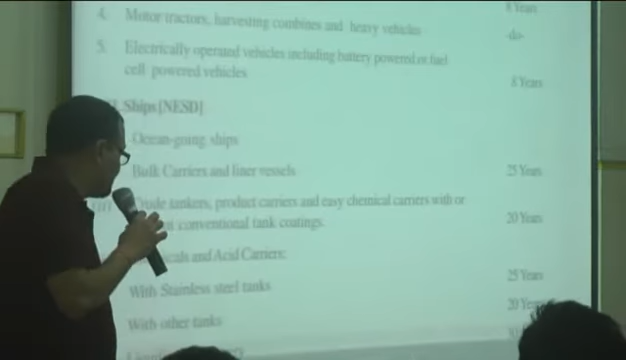 8 Years
4. Motor tractors, harvesting combines and heavy vehicles
-do-
5. Electrically operated vehicles including battery powered or fuel
cell powered vehicles
8 Years
Ships [NESD]
Ocean-going ships
Bulk Carriers and liner vessels 25 Years
tankers, product carriers and easy chemical carriers with or
conventional tank coatings. 20 Years
and Acid Carriers:
With Stainless steel tanks 25 Years
With other tanks 20 Years